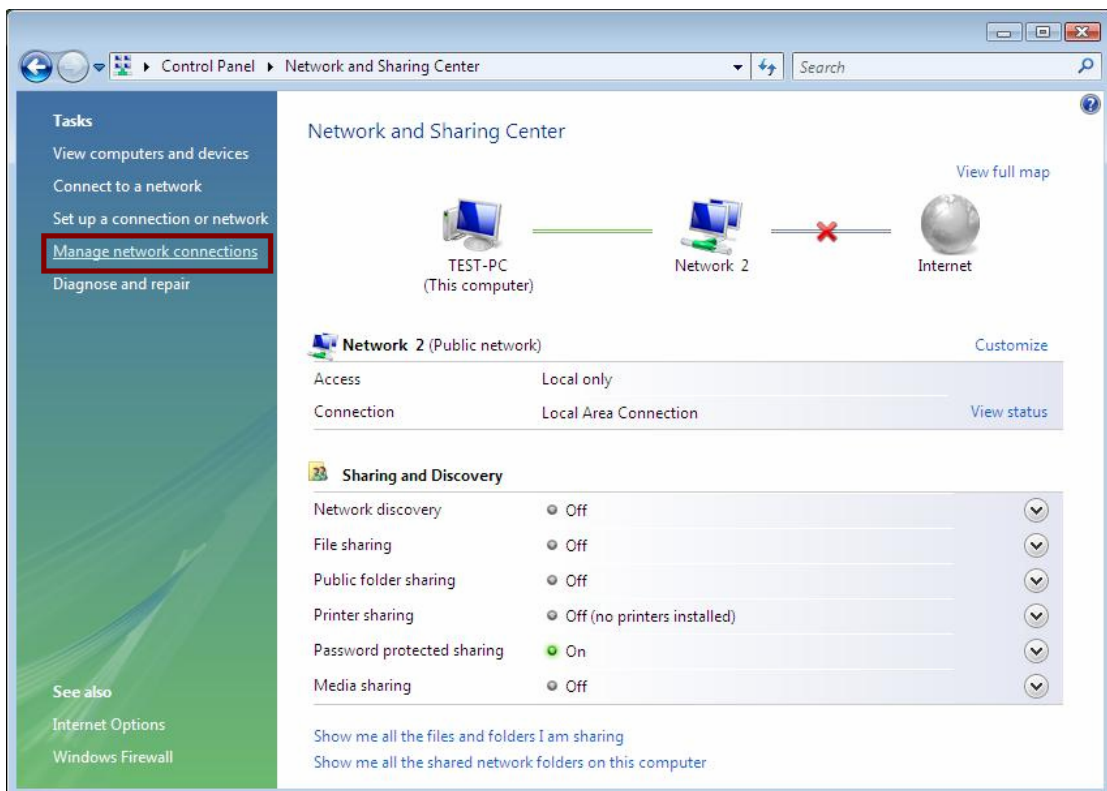 Control Panel ▸ Network and Sharing Center
Search
Tasks
View computers and devices
Connect to a network
Set up a connection or network
Manage network connections
Diagnose and repair
See also
Internet Options
Windows Firewall
Network and Sharing Center
View full map
TEST-PC
(This computer)
Network 2
Internet
Network 2 (Public network) Customize
Access Local only
Connection Local Area Connection View status
Sharing and Discovery
Network discovery Off
File sharing Off
Public folder sharing Off
Printer sharing Off (no printers installed)
Password protected sharing On
Media sharing Off
Show me all the files and folders I am sharing
Show me all the shared network folders on this computer